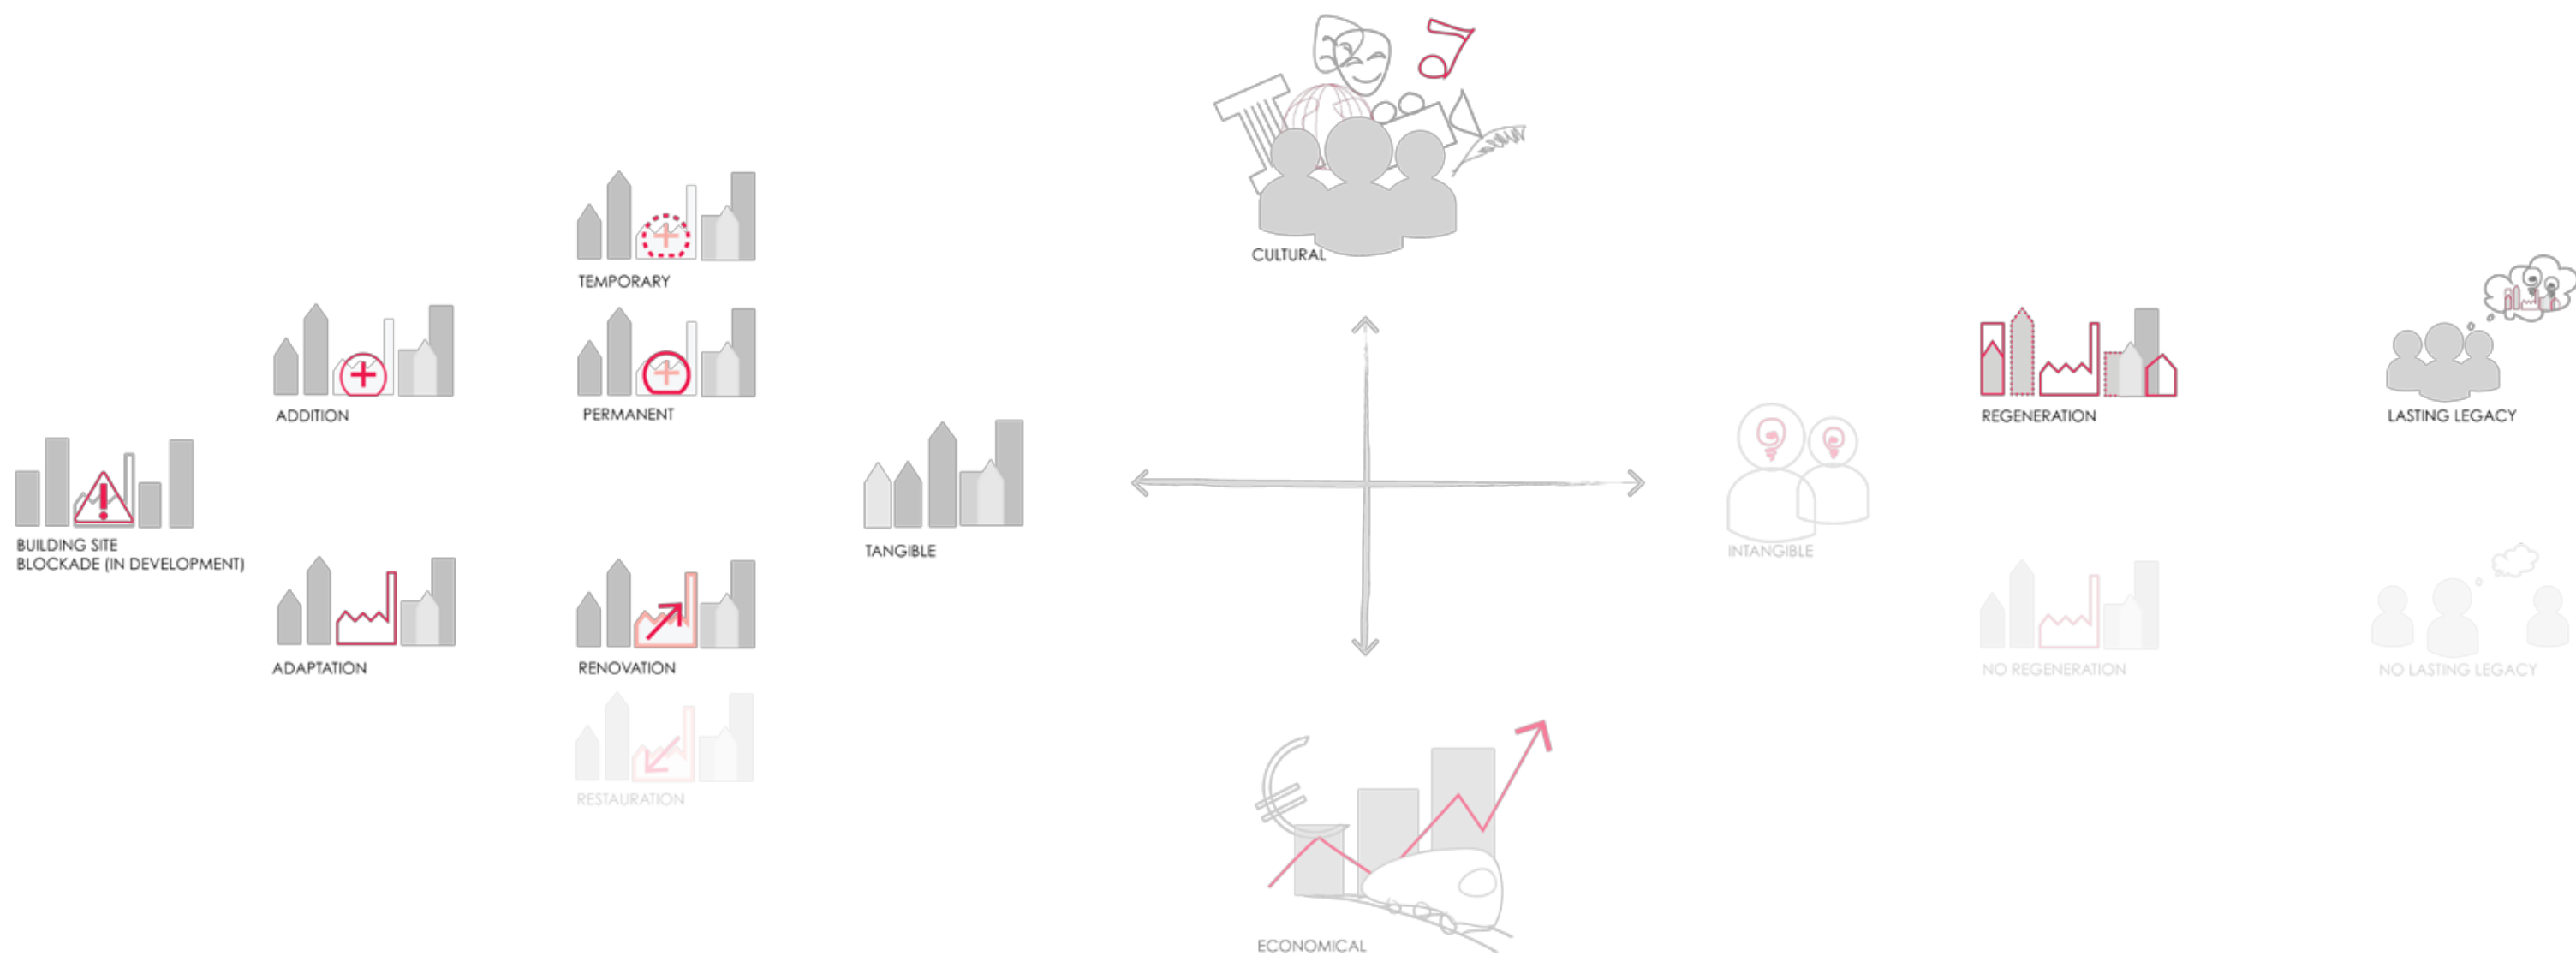 CULTURAL
TEMPORARY
ADDITION
PERMANENT
REGENERATION
LASTING LEGACY
BUILDING SITE
BLOCKADE (IN DEVELOPMENT)
TANGIBLE
INTANGIBLE
ADAPTATION
RENOVATION
NO REGENERATION
NO LASTING LEGACY
RESTAURATION
ECONOMICAL